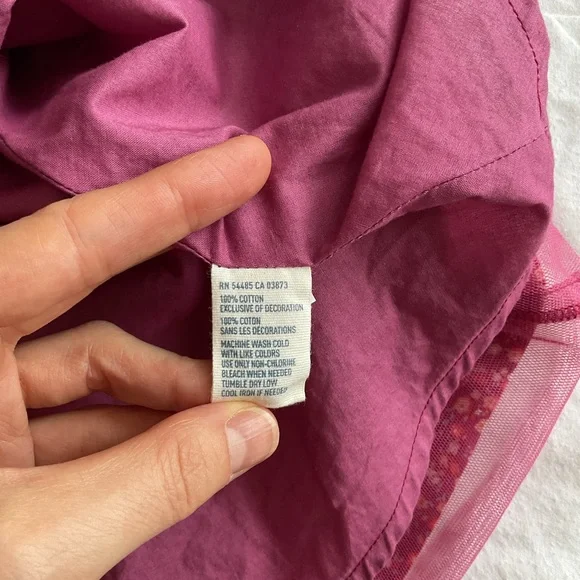 RN 54485 CA 03873
100% COTTON
EXCLUSIVE OF DECORATION
100% COTON
SANS LES DÉCORATIONS
MACHINE WASH COLD
WITH LIKE COLORS
USE ONLY NON-CHLORINE
BLEACH WHEN NEEDED
TUMBLE DRY LOW
COOL IRON IF NEEDED